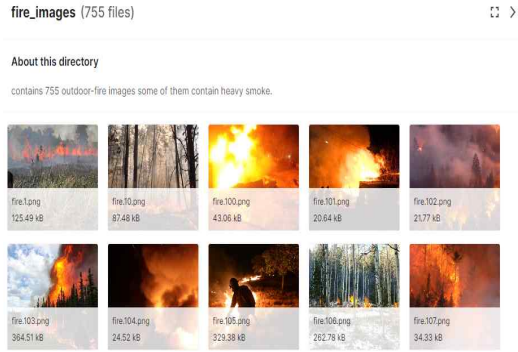 fire_images (755 files)
About this directory
contains 755 outdoor-fire images some of them contain heavy smoke.
fire.1.png
125.49 kB
fire.10.png
87.48 kB
fire.100.png
43.06 kB
fire.101.png
20.64 kB
fire.102.png
21.77 kB
fire.103.png
364.51 kB
fire.104.png
24.52 kB
fire.105.png
329.38 kB
fire.106.png
262.78 kB
fire.107.png
34.33 kB